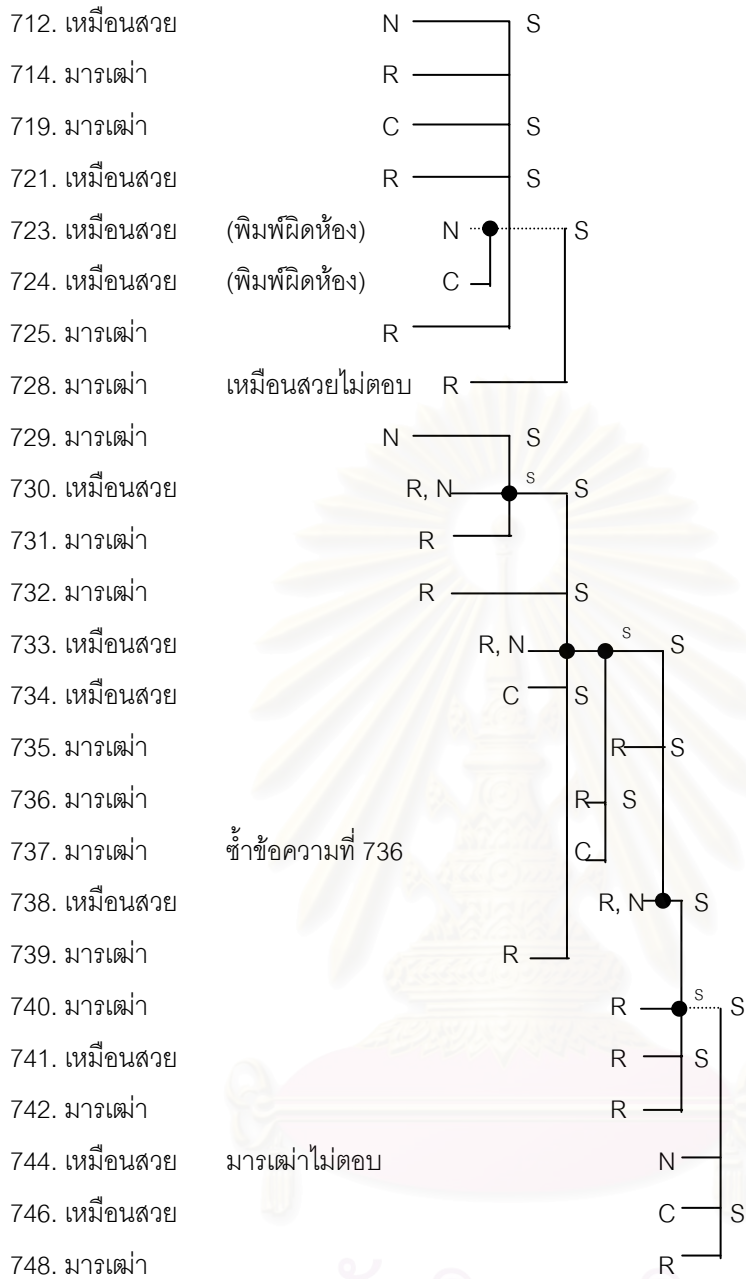 712. เหมือนสวย N S
714. มารเฒ่า R
719. มารเฒ่า C S
721. เหมือนสวย R S
723. เหมือนสวย (พิมพ์ผิดห้อง) N S
724. เหมือนสวย (พิมพ์ผิดห้อง) C
725. มารเฒ่า R
728. มารเฒ่า เหมือนสวยไม่ตอบ R
729. มารเฒ่า N S
730. เหมือนสวย R, N S S
731. มารเฒ่า R
732. มารเฒ่า R S
733. เหมือนสวย R, N S S
734. เหมือนสวย C S
735. มารเฒ่า R S
736. มารเฒ่า R S
737. มารเฒ่า ซ้ำข้อความที่ 736 C
738. เหมือนสวย R, N S
739. มารเฒ่า R
740. มารเฒ่า R S S
741. เหมือนสวย R S
742. มารเฒ่า R
744. เหมือนสวย มารเฒ่าไม่ตอบ N
746. เหมือนสวย C S
748. มารเฒ่า R